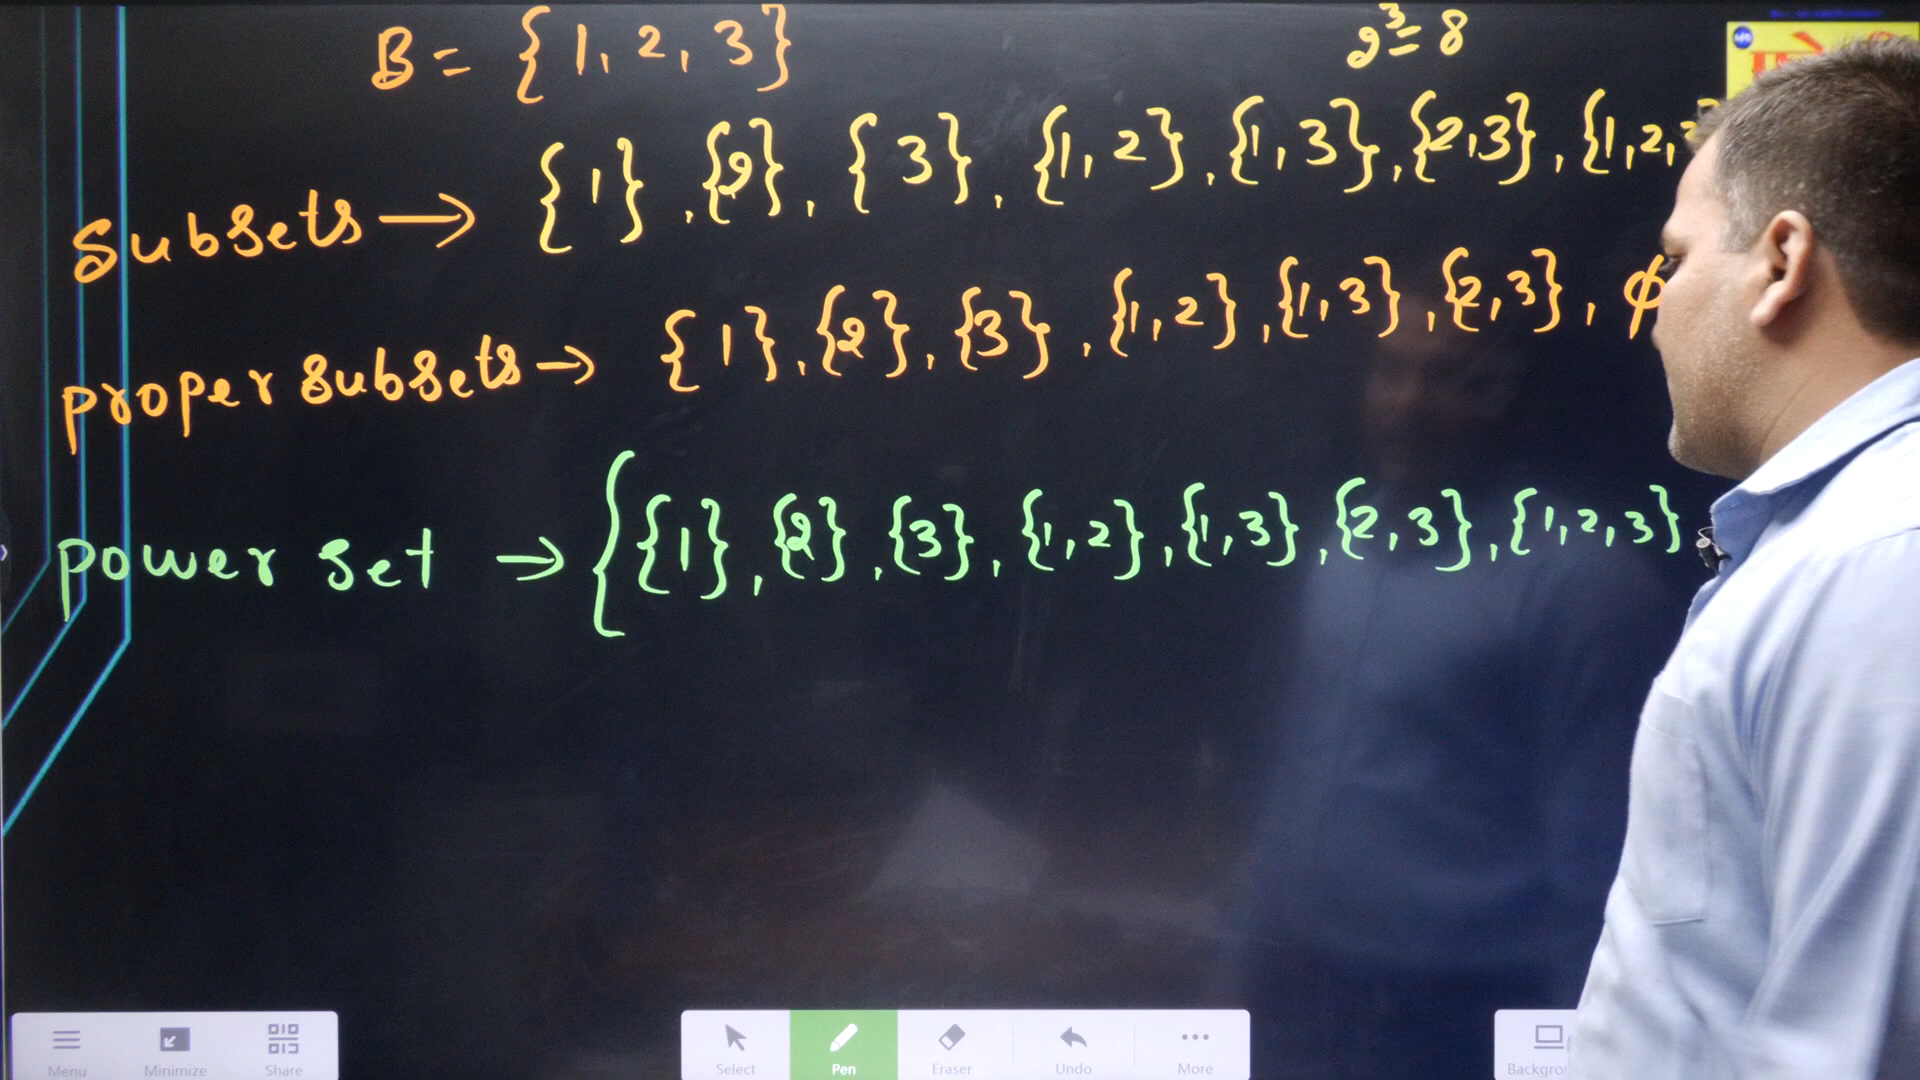 B = {1, 2, 3}
2³ = 8
Subsets → {1}, {2}, {3}, {1, 2}, {1, 3}, {2, 3}, {1, 2,
proper subsets → {1}, {2}, {3}, {1, 2}, {1, 3}, {2, 3}, ϕ
power set → { {1}, {2}, {3}, {1, 2}, {1, 3}, {2, 3}, {1, 2, 3}
Menu Minimize Share Select Pen Eraser Undo More Backgro